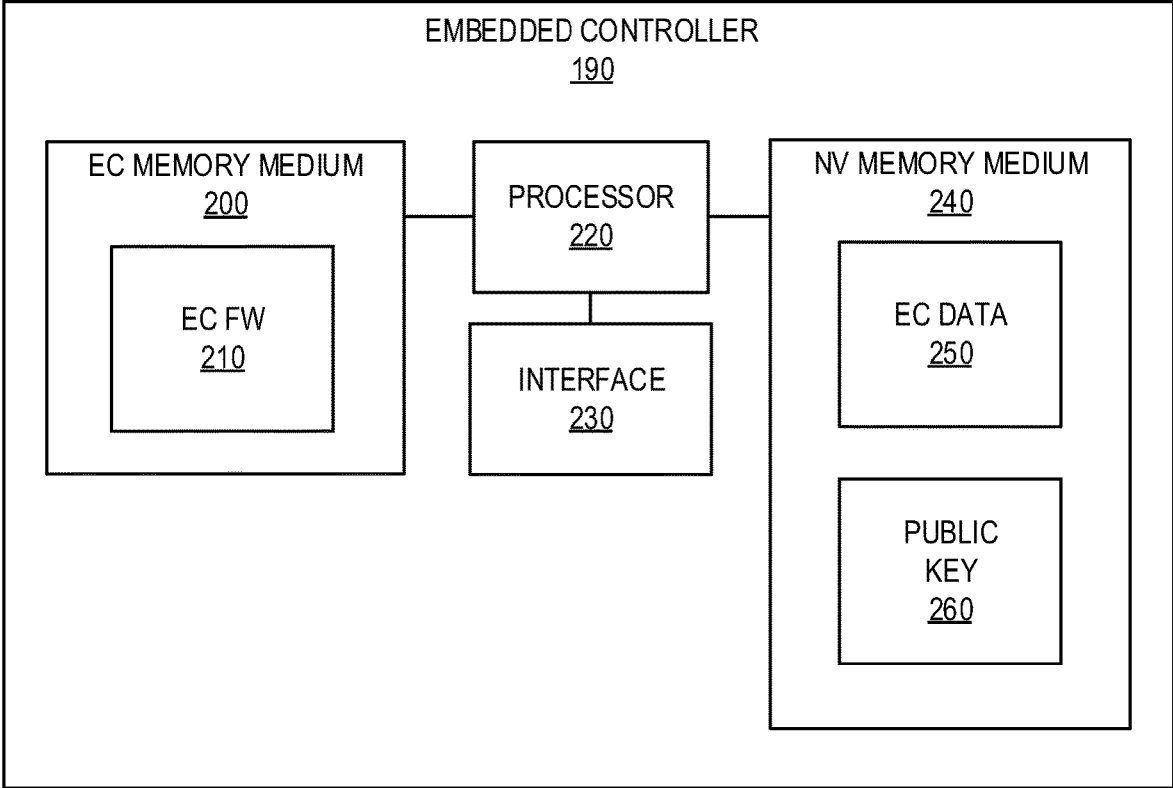 EMBEDDED CONTROLLER
190
EC MEMORY MEDIUM
200
EC FW
210
PROCESSOR
220
INTERFACE
230
NV MEMORY MEDIUM
240
EC DATA
250
PUBLIC
KEY
260